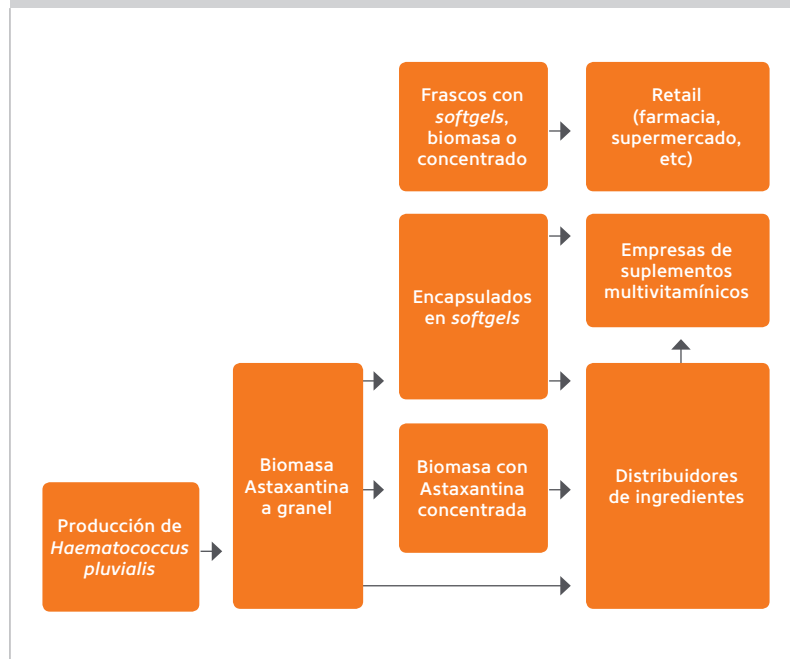 Frascos con
softgels,
biomasa o
concentrado
Retail
(farmacia,
supermercado,
etc)
Encapsulados
en softgels
Empresas de
suplementos
multivitamínicos
Biomasa
Astaxantina
a granel
Biomasa con
Astaxantina
concentrada
Distribuidores
de ingredientes
Producción de
Haematococcus
pluvialis